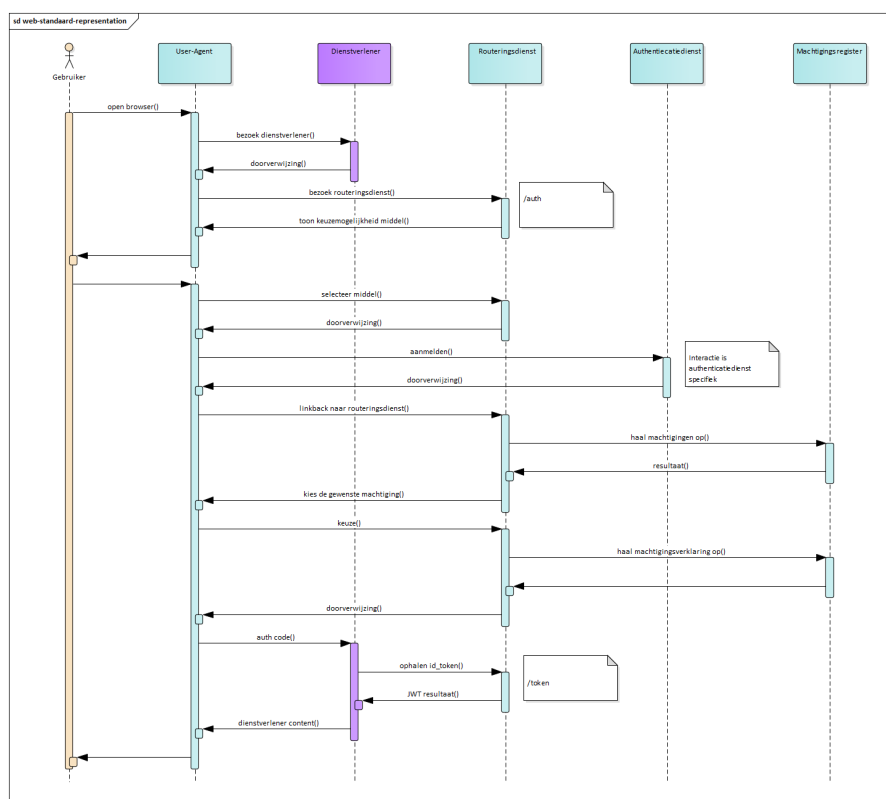 sd web-standaard-representation
Gebruiker
User-Agent
Dienstverlener
Routeringsdienst
Authenticcatiedienst
Machtigingsregister
open browser()
bezoek dienstverlener()
doorverwijzing()
bezoek routeringsdienst()
/auth
toon keuzemogelijkheid middel()
selecteer middel()
doorverwijzing()
aanmelden()
Interactie is
authenticatiedienst
specifiek
doorverwijzing()
linkback naar routeringsdienst()
haal machtigingen op()
resultaat()
kies de gewenste machtiging()
keuze()
haal machtigingsverklaring op()
doorverwijzing()
auth code()
ophalen id_token()
/token
JWT resultaat()
dienstverlener content()